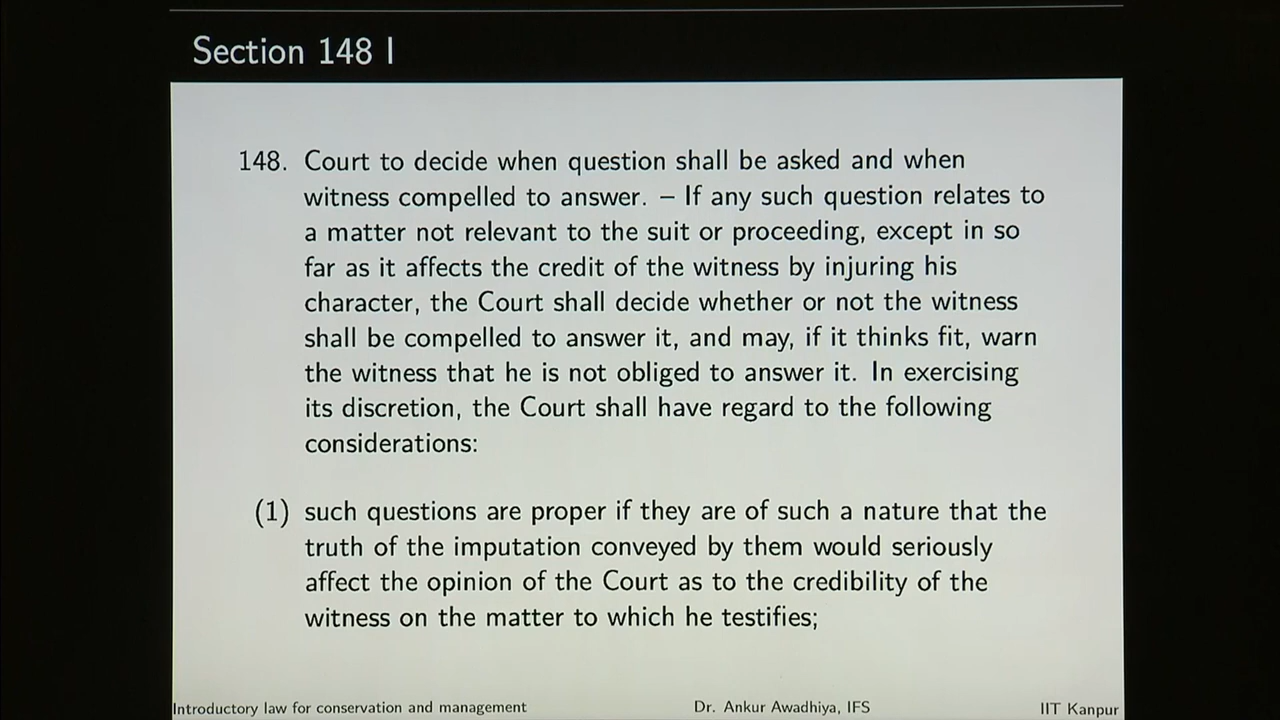 Section 148 I
148. Court to decide when question shall be asked and when
witness compelled to answer. – If any such question relates to
a matter not relevant to the suit or proceeding, except in so
far as it affects the credit of the witness by injuring his
character, the Court shall decide whether or not the witness
shall be compelled to answer it, and may, if it thinks fit, warn
the witness that he is not obliged to answer it. In exercising
its discretion, the Court shall have regard to the following
considerations:
(1) such questions are proper if they are of such a nature that the
truth of the imputation conveyed by them would seriously
affect the opinion of the Court as to the credibility of the
witness on the matter to which he testifies;
Introductory law for conservation and management Dr. Ankur Awadhiya, IFS IIT Kanpur